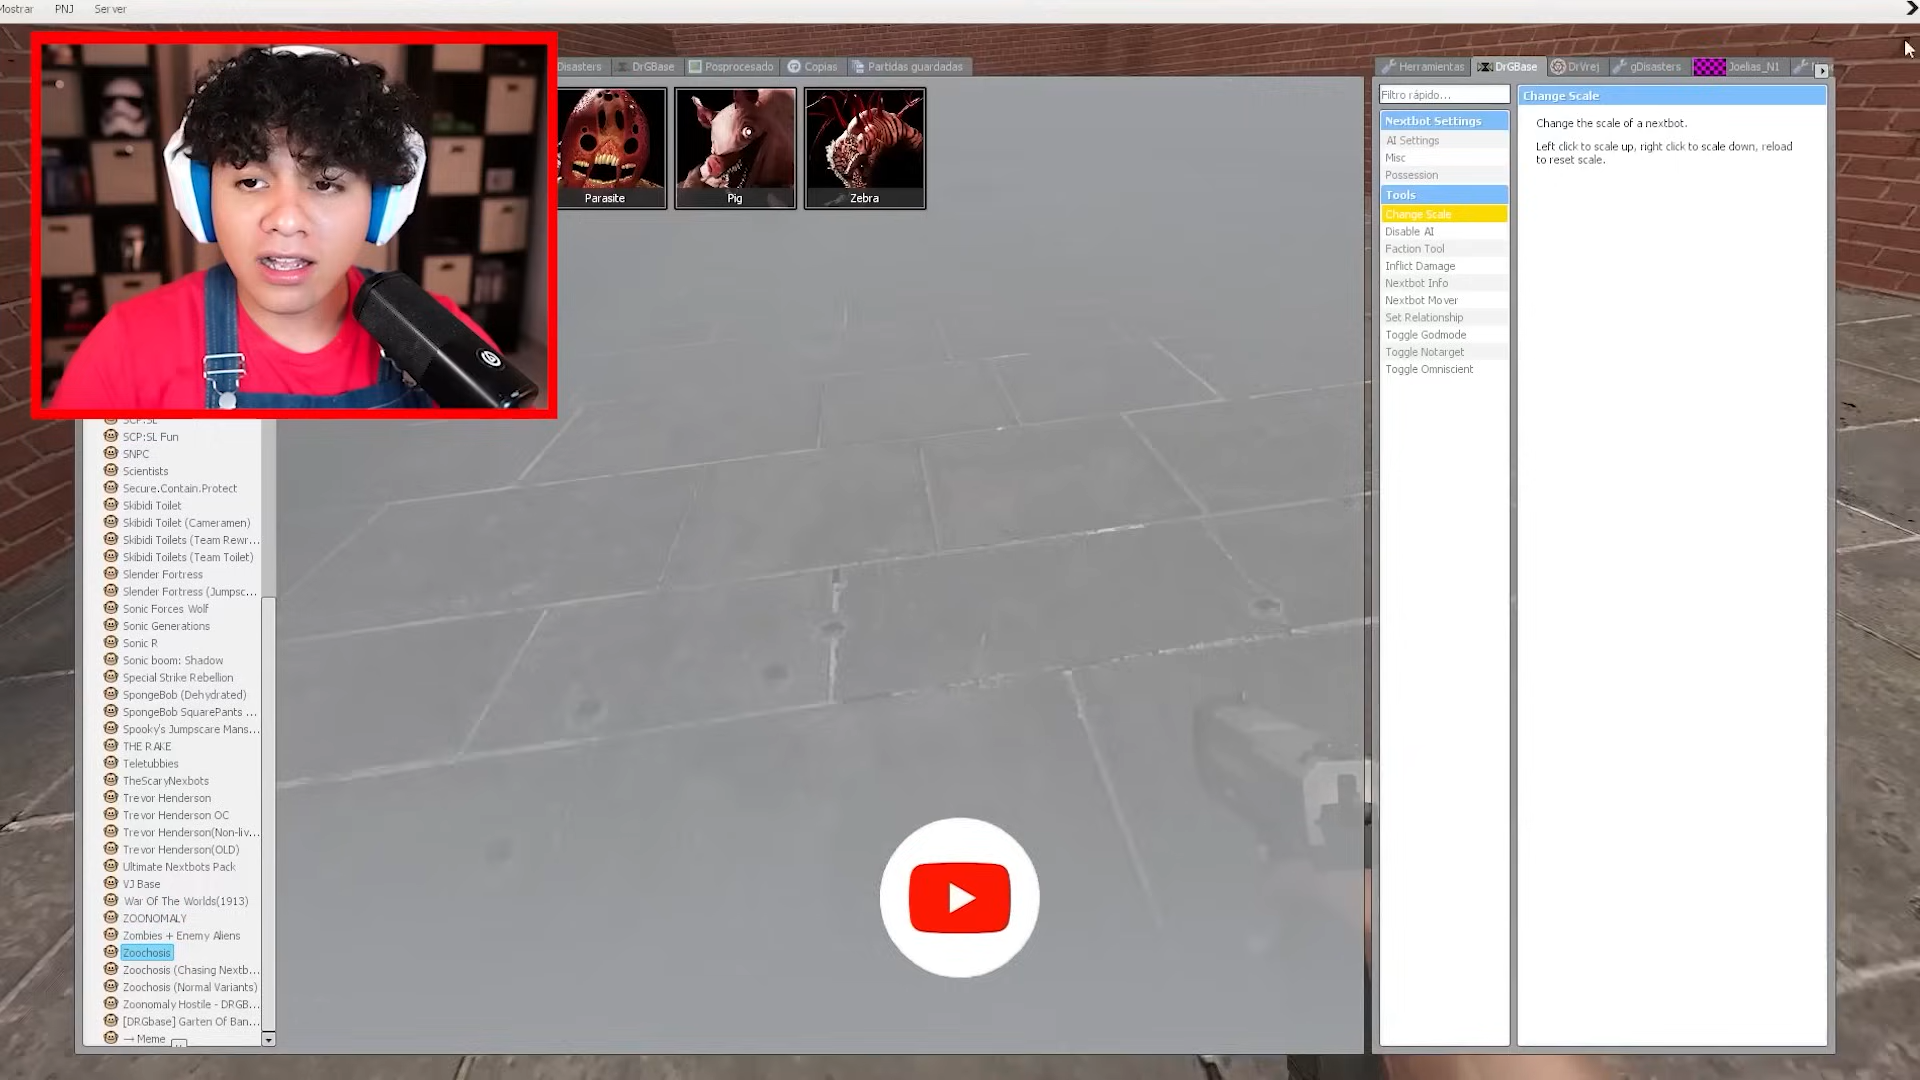 Mostrar PNJ Server
Disasters DrGBase Posprocesado Copias Partidas guardadas
Parasite Pig Zebra
SCP:SL
SCP:SL Fun
SNPC
Scientists
Secure.Contain.Protect
Skibidi Toilet
Skibidi Toilet (Cameramen)
Skibidi Toilets (Team Rewr...
Skibidi Toilets (Team Toilet)
Slender Fortress
Slender Fortress (Jumpsc...
Sonic Forces Wolf
Sonic Generations
Sonic R
Sonic boom: Shadow
Special Strike Rebellion
SpongeBob (Dehydrated)
SpongeBob SquarePants ...
Spooky's Jumpscare Mans...
THE RAKE
Teletubbies
TheScaryNexbots
Trevor Henderson
Trevor Henderson OC
Trevor Henderson(Non-liv...
Trevor Henderson(OLD)
Ultimate Nextbots Pack
VJ Base
War Of The Worlds(1913)
ZOONOMALY
Zombies + Enemy Aliens
Zoochosis
Zoochosis (Chasing Nextb...
Zoochosis (Normal Variants)
Zoonomaly Hostile - DRGB...
[DRGbase] Garten Of Ban...
→ Meme
Herramientas DrGBase DrVrej gDisasters Joelias_N1
Filtro rápido...
Nextbot Settings
AI Settings
Misc
Possession
Tools
Change Scale
Disable AI
Faction Tool
Inflict Damage
Nextbot Info
Nextbot Mover
Set Relationship
Toggle Godmode
Toggle Notarget
Toggle Omniscient
Change Scale
Change the scale of a nextbot.
Left click to scale up, right click to scale down, reload
to reset scale.